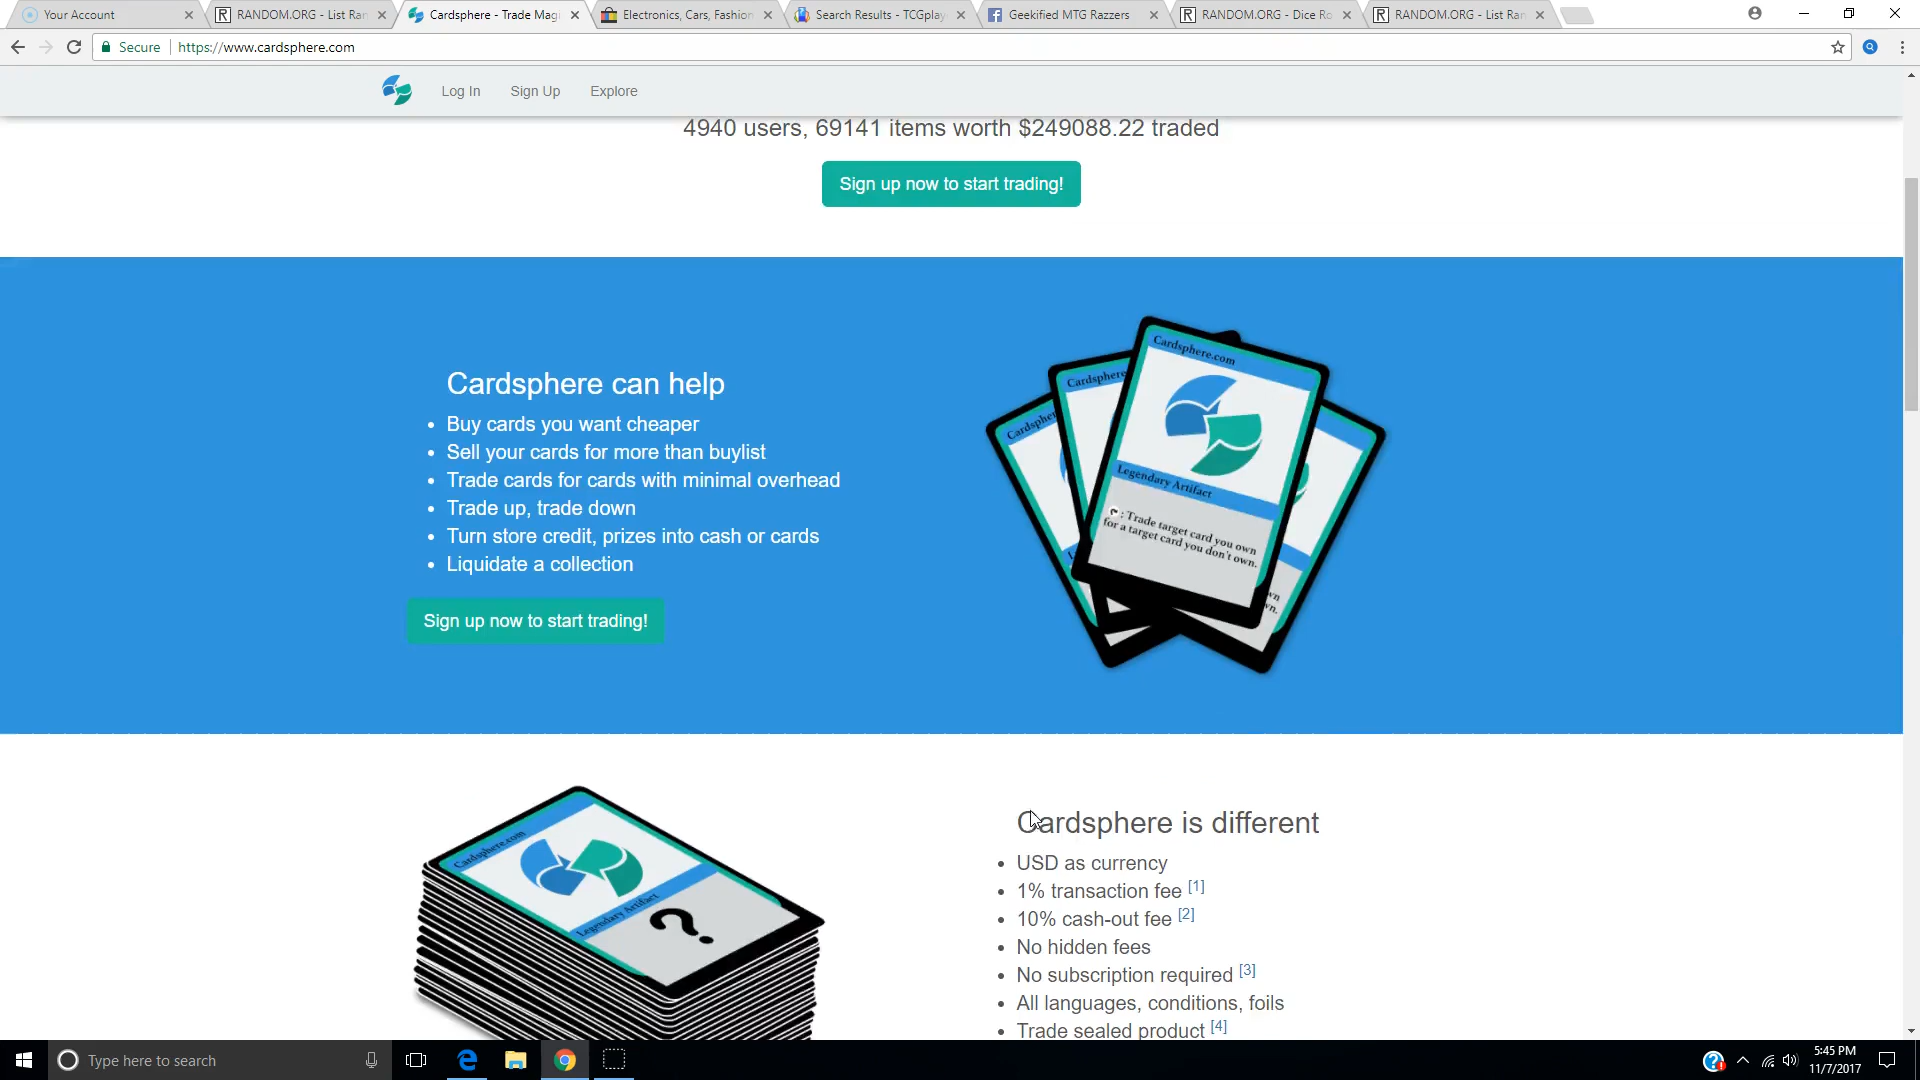 Your Account
RANDOM.ORG - List Ran
Cardsphere - Trade Magi
Electronics, Cars, Fashion
Search Results - TCGplay
Geekified MTG Razzers
RANDOM.ORG - Dice Ro
RANDOM.ORG - List Ran
Secure
https://www.cardsphere.com
Log In
Sign Up
Explore
4940 users, 69141 items worth $249088.22 traded
Sign up now to start trading!
Cardsphere can help
• Buy cards you want cheaper
• Sell your cards for more than buylist
• Trade cards for cards with minimal overhead
• Trade up, trade down
• Turn store credit, prizes into cash or cards
• Liquidate a collection
Sign up now to start trading!
Cardsphere.com
Legendary Artifact
: Trade target card you own
for a target card you don't own.
Cardsphere
Cardsphere
Cardsphere.com
Legendary Artifact
?
Cardsphere is different
• USD as currency
• 1% transaction fee [1]
• 10% cash-out fee [2]
• No hidden fees
• No subscription required [3]
• All languages, conditions, foils
• Trade sealed product [4]
Type here to search
5:45 PM
11/7/2017